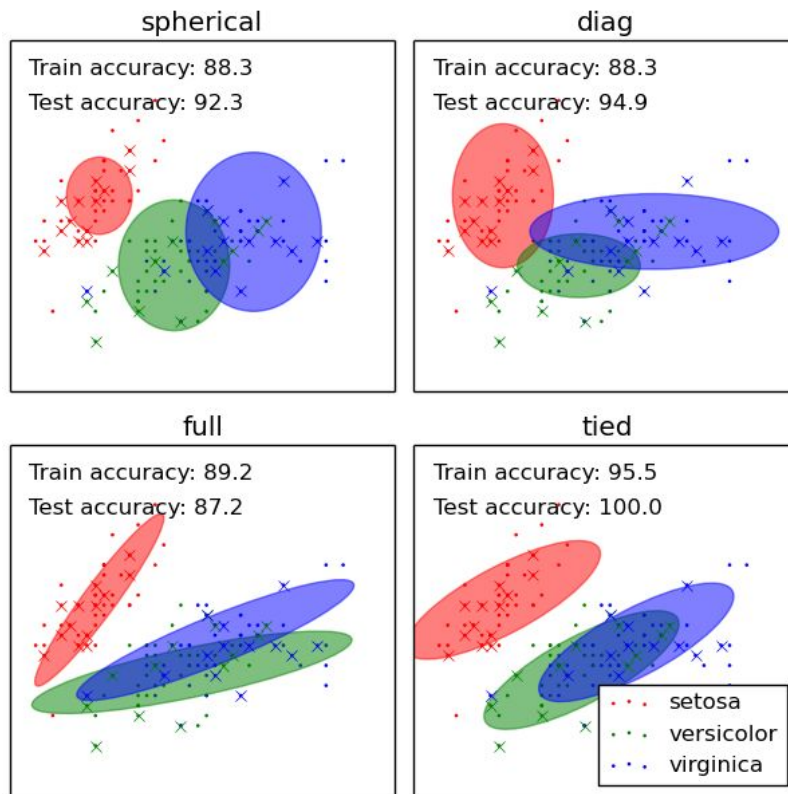 spherical
Train accuracy: 88.3
Test accuracy: 92.3
diag
Train accuracy: 88.3
Test accuracy: 94.9
full
Train accuracy: 89.2
Test accuracy: 87.2
tied
Train accuracy: 95.5
Test accuracy: 100.0
setosa
versicolor
virginica